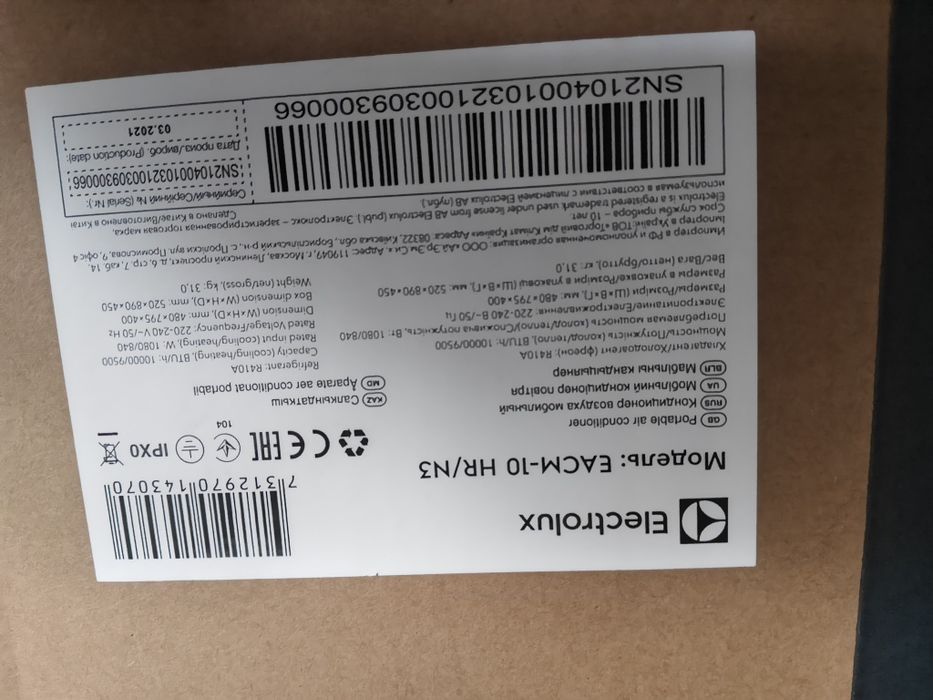 Electrolux
7 312970 143070
Модель: EACM-10 HR/N3
104
IPX0
GB Portable air conditioner
RUS Кондиционер воздуха мобильный
UA Мобільний кондиціонер повітря
BLR Мабільны кандыцыянер
KAZ Салқындатқыш
MD Aparate aer conditionat portabil
Хладагент/Холодоагент (фреон): R410A
Мощность/Потужність (холод/тепло), BTU/h: 10000/9500
Потребляемая мощность (холод/тепло)/Споживча потужність, Вт: 1080/840
Электропитание/Електроживлення: 220-240 В~/50 Гц
Размеры/Розміри (Ш×В×Г), мм: 480×795×400
Размеры в упаковке/Розміри в упаковці (Ш×В×Г), мм: 520×890×450
Вес/Вага (нетто/брутто), кг: 31.0
Refrigerant: R410A
Capacity (cooling/heating), BTU/h: 10000/9500
Rated input (cooling/heating), W: 1080/840
Rated Voltage/Frequency: 220-240 V~/50 Hz
Dimension (W×H×D), mm: 480×795×400
Box dimension (W×H×D), mm: 520×890×450
Weight (net/gross), kg: 31.0
Импортер в РФ и уполномоченная организация: ООО «Ай.Эр.Эм.Си.». Адрес: 119049, г. Москва, Ленинский проспект, д. 6, стр. 7, каб. 14.
Імпортер в Україні: ТОВ «Торговий дім Клімат Країни» Адреса: 08322, Київська обл., Бориспільський р-н., с. Проліски вул. Промислова, 9, офіс 4
Срок службы прибора – 10 лет.
Сделано в Китае/Виготовлено в Китаї
Electrolux is a registered trademark used under license from AB Electrolux (publ.). Электролюкс – зарегистрированная торговая марка,
используемая в соответствии с лицензией Electrolux AB (публ.).
Серийный/Серійний № (Serial Nr.):
SN2104001032100309300066
Дата произ./вироб. (Production date):
03.2021
SN2104001032100309300066